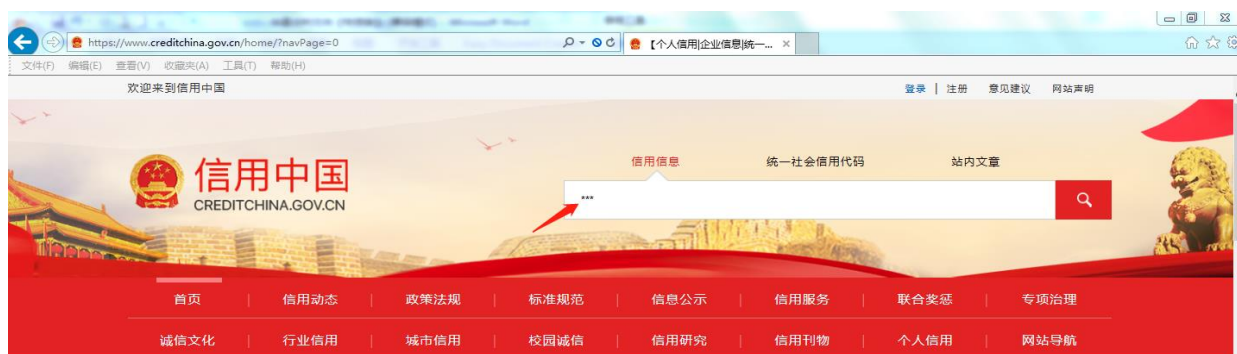 https://www.creditchina.gov.cn/home/?navPage=0
【个人信用|企业信息|统一...
文件(F) 编辑(E) 查看(V) 收藏夹(A) 工具(T) 帮助(H)
欢迎来到信用中国 登录 | 注册 意见建议 网站声明
信用信息 统一社会信用代码 站内文章
信用中国
***
CREDITCHINA.GOV.CN
首页 | 信用动态 | 政策法规 | 标准规范 | 信息公示 | 信用服务 | 联合奖惩 | 专项治理
诚信文化 | 行业信用 | 城市信用 | 校园诚信 | 信用研究 | 信用刊物 | 个人信用 | 网站导航